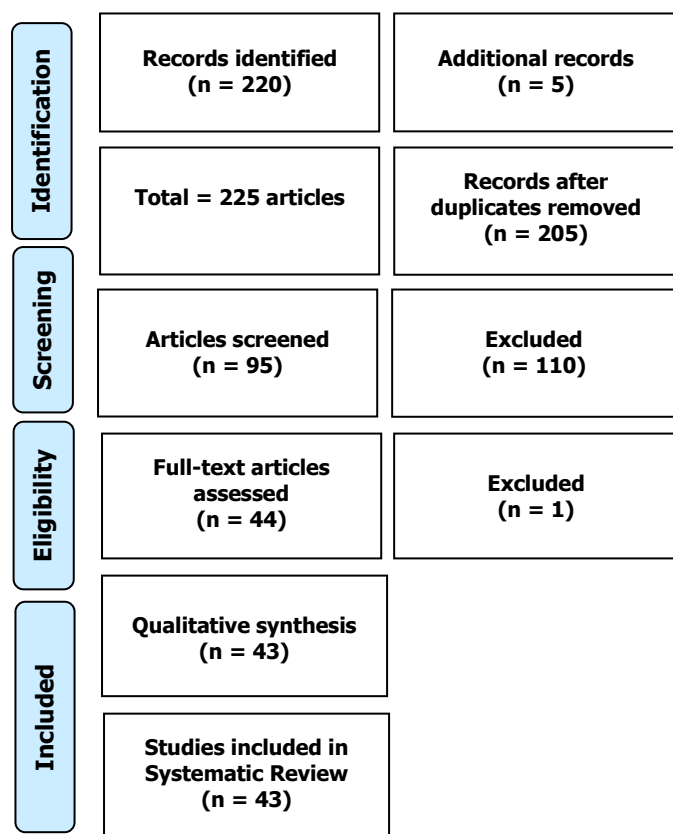 Identification
Records identified
(n = 220)
Additional records
(n = 5)
Total = 225 articles
Records after
duplicates removed
(n = 205)
Screening
Articles screened
(n = 95)
Excluded
(n = 110)
Eligibility
Full-text articles
assessed
(n = 44)
Excluded
(n = 1)
Included
Qualitative synthesis
(n = 43)
Studies included in
Systematic Review
(n = 43)